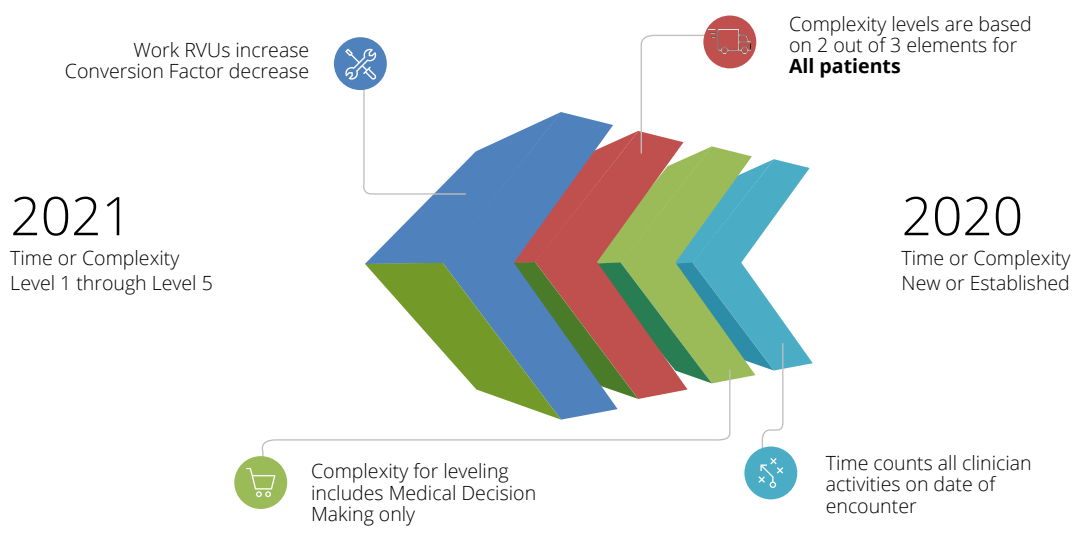 Work RVUs increase
Conversion Factor decrease
Complexity levels are based
on 2 out of 3 elements for
All patients
2021
Time or Complexity
Level 1 through Level 5
2020
Time or Complexity
New or Established
Complexity for leveling
includes Medical Decision
Making only
Time counts all clinician
activities on date of
encounter